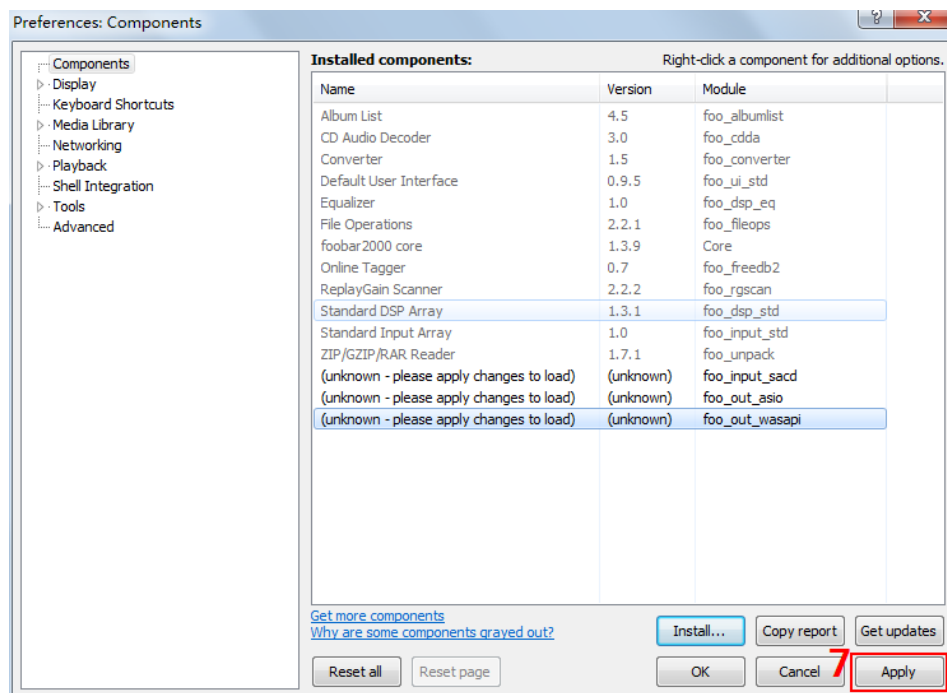 Preferences: Components
Components
Display
Keyboard Shortcuts
Media Library
Networking
Playback
Shell Integration
Tools
Advanced
Installed components: Right-click a component for additional options.
Name Version Module
Album List 4.5 foo_albumlist
CD Audio Decoder 3.0 foo_cdda
Converter 1.5 foo_converter
Default User Interface 0.9.5 foo_ui_std
Equalizer 1.0 foo_dsp_eq
File Operations 2.2.1 foo_fileops
foobar2000 core 1.3.9 Core
Online Tagger 0.7 foo_freedb2
ReplayGain Scanner 2.2.2 foo_rgscan
Standard DSP Array 1.3.1 foo_dsp_std
Standard Input Array 1.0 foo_input_std
ZIP/GZIP/RAR Reader 1.7.1 foo_unpack
(unknown - please apply changes to load) (unknown) foo_input_sacd
(unknown - please apply changes to load) (unknown) foo_out_asio
(unknown - please apply changes to load) (unknown) foo_out_wasapi
Get more components
Why are some components grayed out?
Install... Copy report Get updates
Reset all Reset page OK Cancel 7 Apply